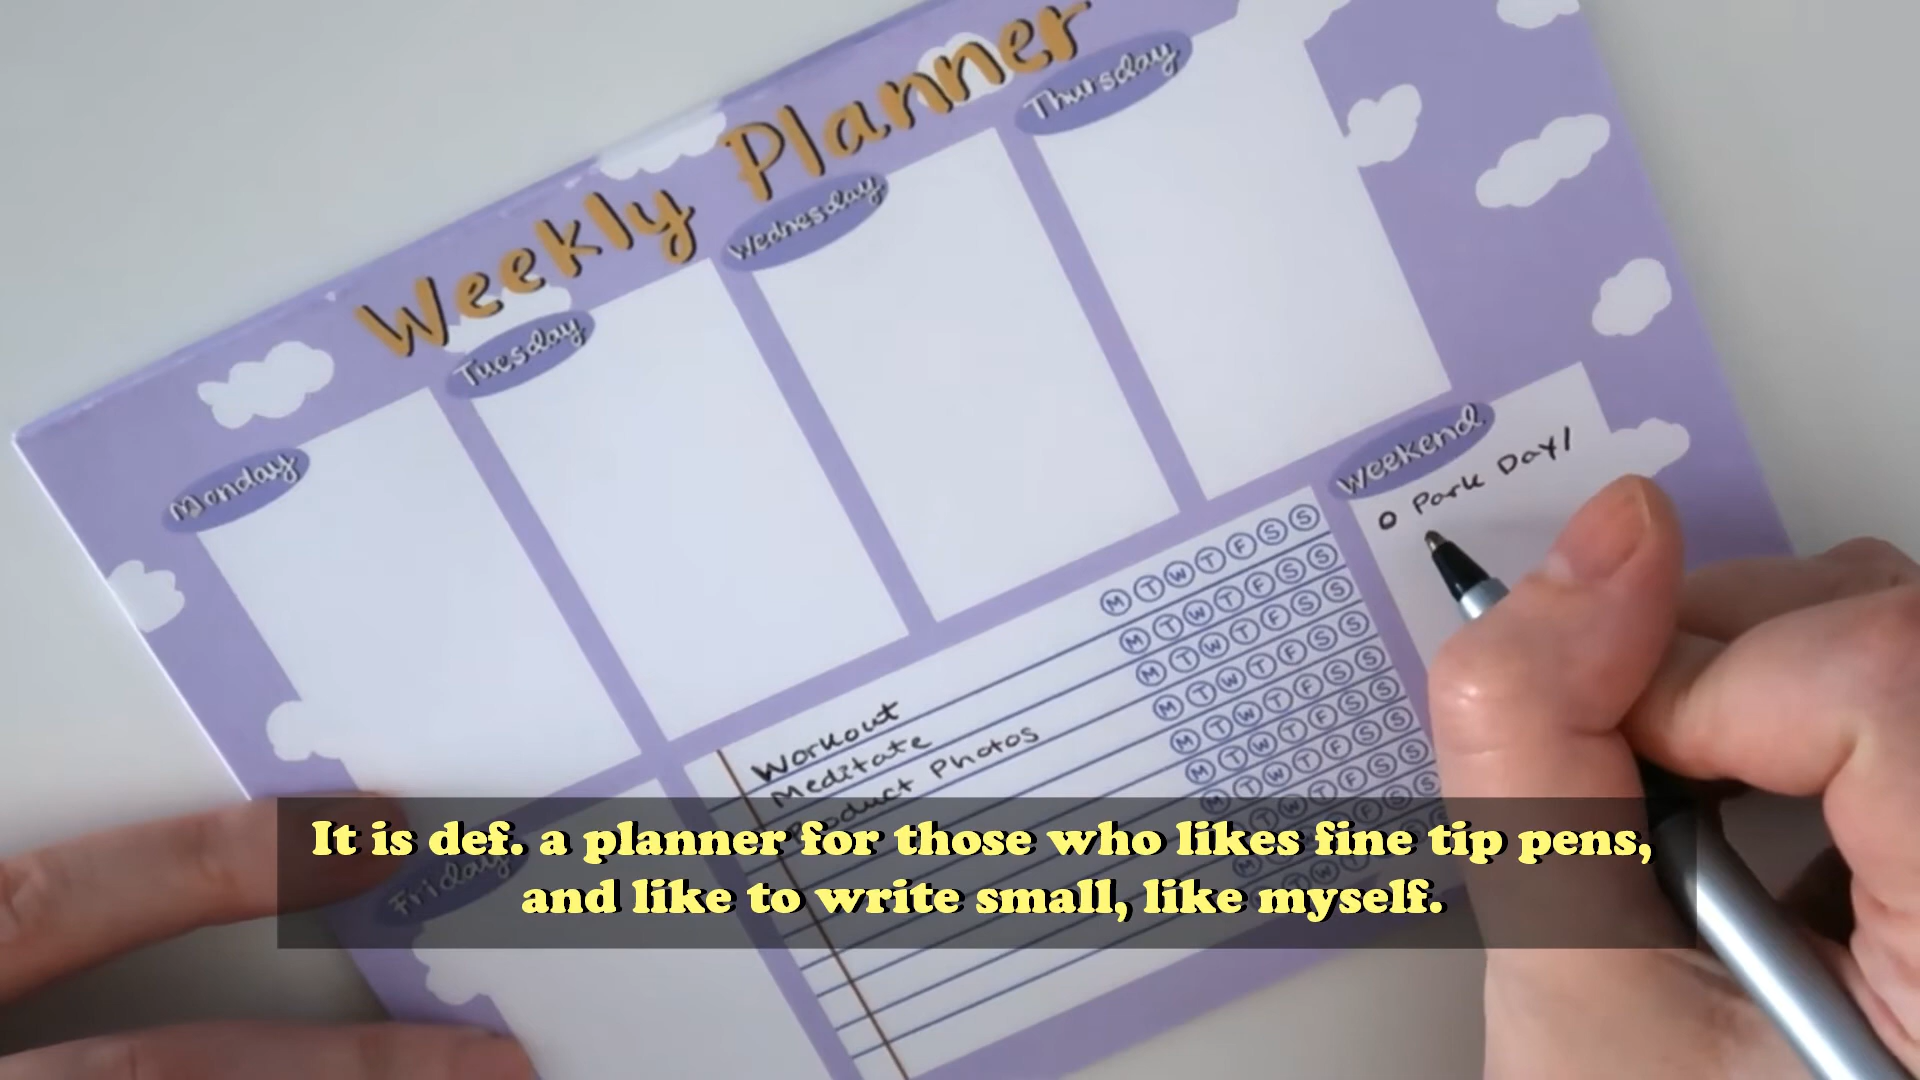 Weekly Planner
Monday
Tuesday
Wednesday
Thursday
Weekend
O Park Day!
M T W T F S S
M T W T F S S
M T W T F S S
M T W T F S S
M T W T F S S
M T W T F S S
M T W T F S S
Workout
Meditate
Product Photos
Friday
It is def. a planner for those who likes fine tip pens,
and like to write small, like myself.